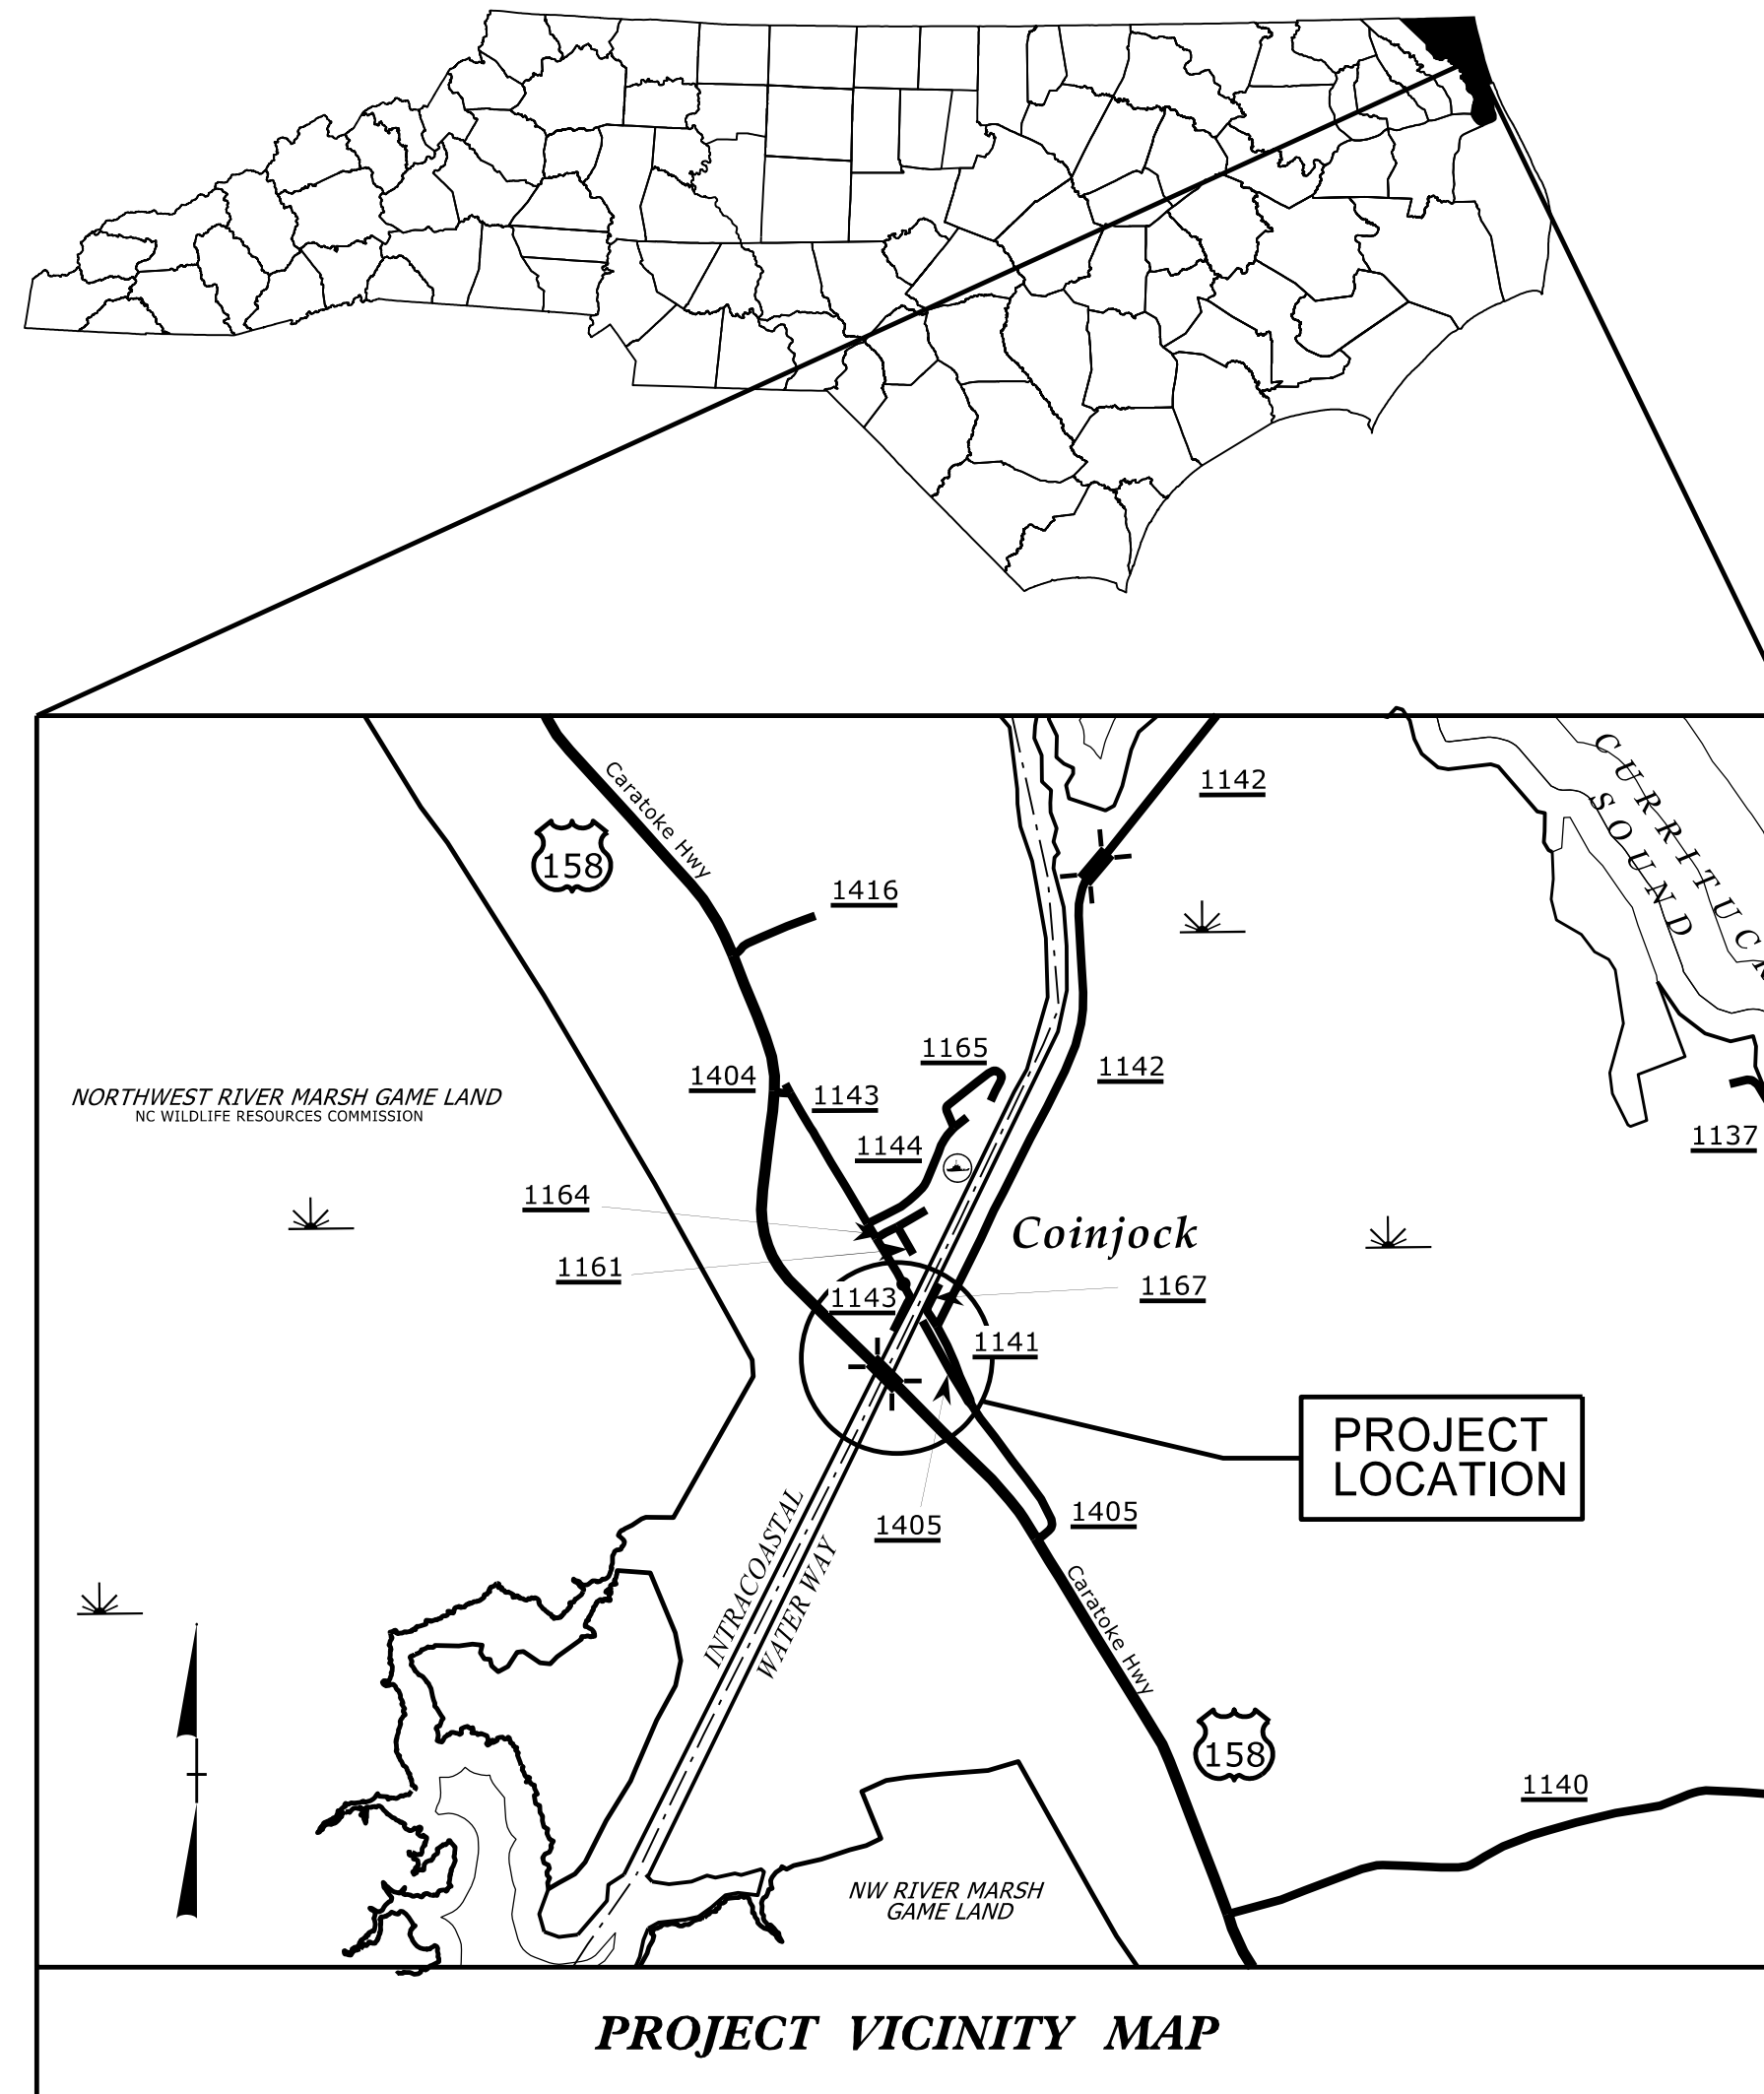 1142
CURRITUCK
SOUND
Caratoke Hwy
158
1416
1165
1404
1143
1142
NORTHWEST RIVER MARSH GAME LAND
NC WILDLIFE RESOURCES COMMISSION
1144
1137
1164
Coinjock
1161
1143
1167
1141
PROJECT
LOCATION
1405
1405
INTRACOASTAL
WATER WAY
Caratoke Hwy
158
1140
NW RIVER MARSH
GAME LAND
PROJECT VICINITY MAP